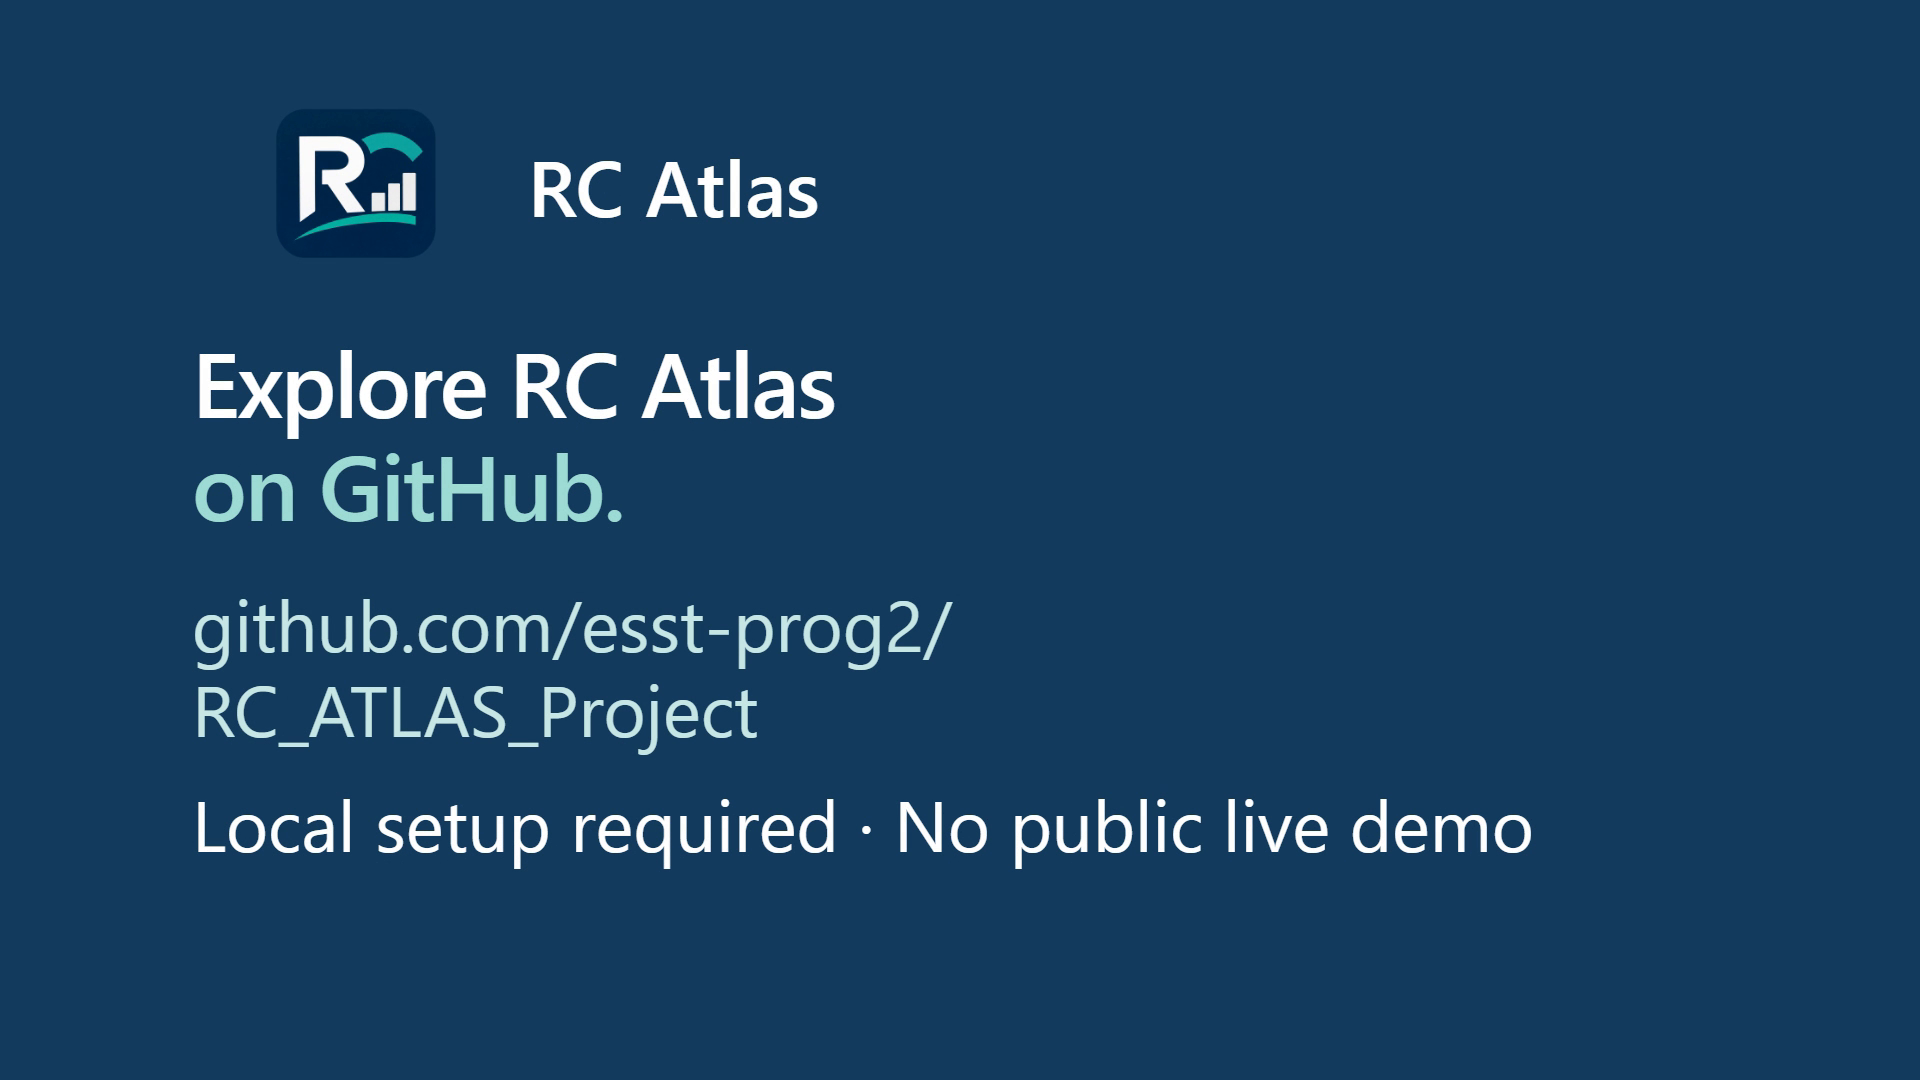 RC
RC Atlas
Explore RC Atlas
on GitHub.
github.com/esst-prog2/
RC_ATLAS_Project
Local setup required · No public live demo